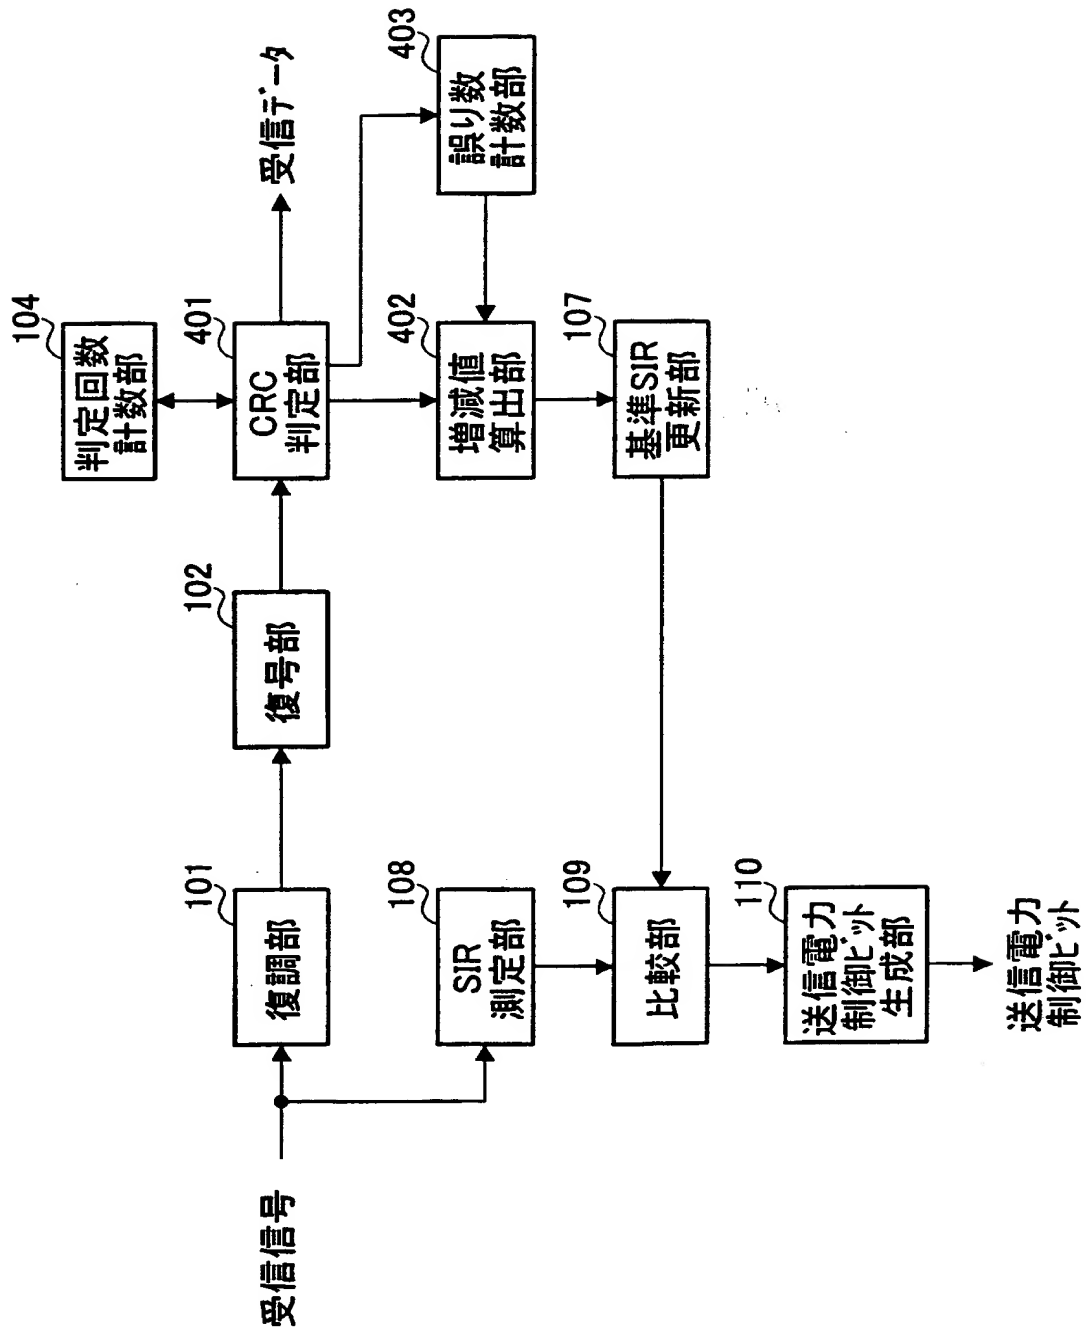 受信信号
101
復調部
102
復号部
104
判定回数
計数部
401
CRC
判定部
受信データ
403
誤り数
計数部
108
SIR
測定部
402
増減値
算出部
109
比較部
107
基準SIR
更新部
110
送信電力
制御ビット
生成部
送信電力
制御ビット